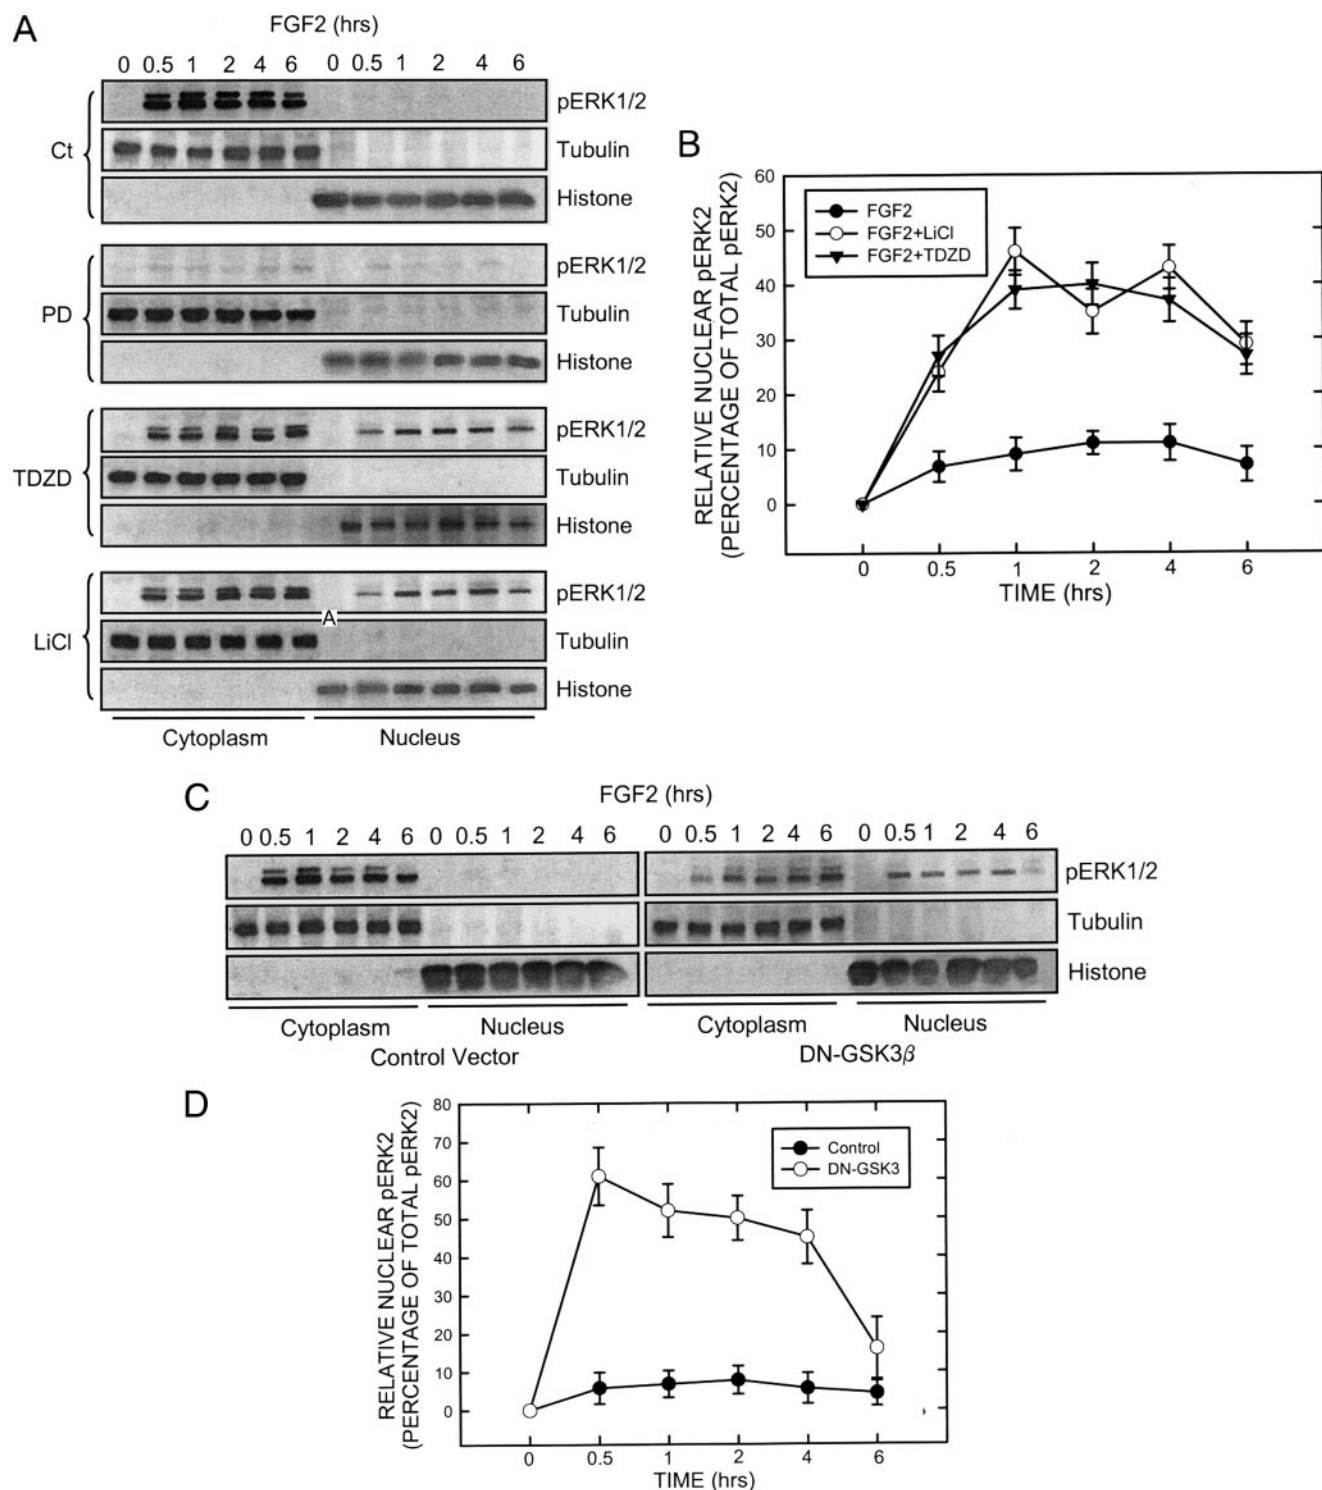 A
FGF2 (hrs)
0 0.5 1 2 4 6 0 0.5 1 2 4 6
Ct
pERK1/2
Tubulin
Histone
PD
pERK1/2
Tubulin
Histone
TDZD
pERK1/2
Tubulin
Histone
LiCl
pERK1/2
A
Tubulin
Histone
Cytoplasm Nucleus
B
RELATIVE NUCLEAR pERK2
(PERCENTAGE OF TOTAL pERK2)
60
50
40
30
20
10
0
FGF2
FGF2+LiCl
FGF2+TDZD
0 0.5 1 2 4 6
TIME (hrs)
C
FGF2 (hrs)
0 0.5 1 2 4 6 0 0.5 1 2 4 6 0 0.5 1 2 4 6 0 0.5 1 2 4 6
pERK1/2
Tubulin
Histone
Cytoplasm Nucleus Cytoplasm Nucleus
Control Vector DN-GSK3β
D
RELATIVE NUCLEAR pERK2
(PERCENTAGE OF TOTAL pERK2)
80
70
60
50
40
30
20
10
0
Control
DN-GSK3
0 0.5 1 2 4 6
TIME (hrs)